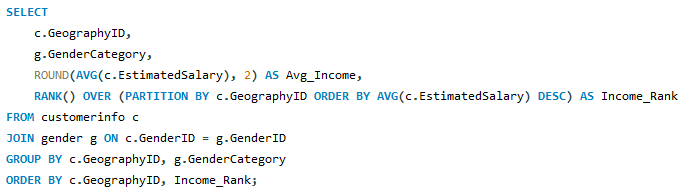 SELECT
    c.GeographyID,
    g.GenderCategory,
    ROUND(AVG(c.EstimatedSalary), 2) AS Avg_Income,
    RANK() OVER (PARTITION BY c.GeographyID ORDER BY AVG(c.EstimatedSalary) DESC) AS Income_Rank
FROM customerinfo c
JOIN gender g ON c.GenderID = g.GenderID
GROUP BY c.GeographyID, g.GenderCategory
ORDER BY c.GeographyID, Income_Rank;